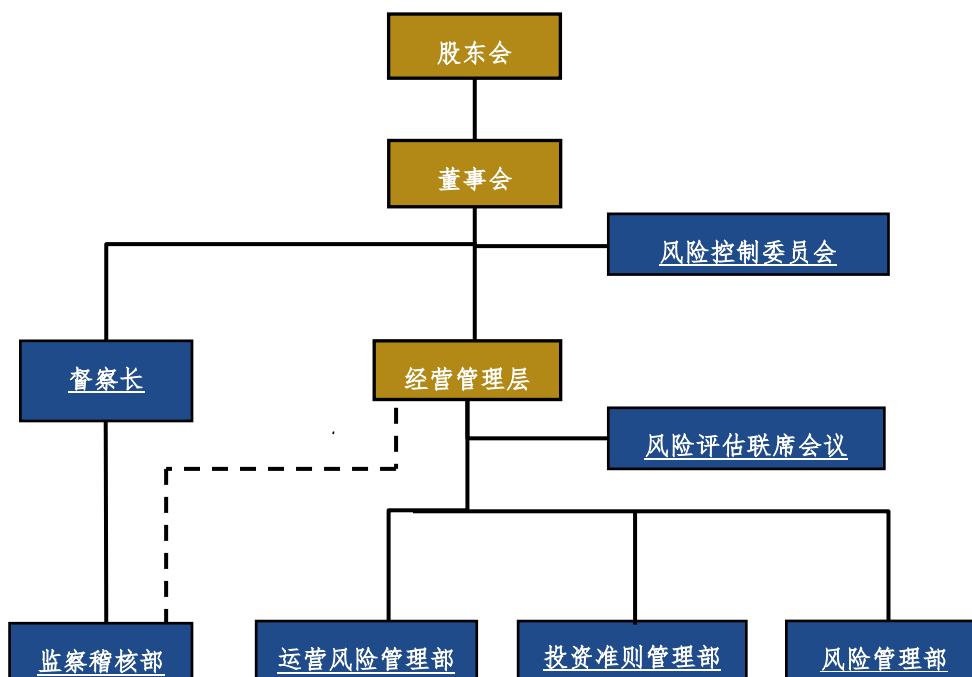 股东会
董事会
风险控制委员会
督察长
经营管理层
风险评估联席会议
监察稽核部
运营风险管理部
投资准则管理部
风险管理部